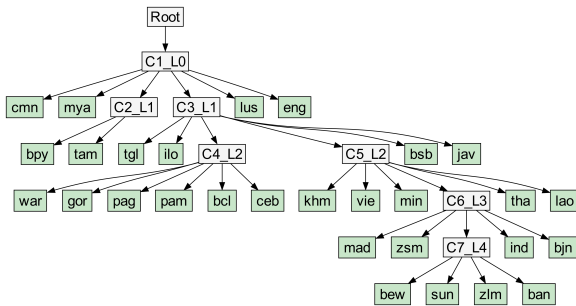 Root
C1_L0
cmn mya C2_L1 C3_L1 lus eng
bpy tam tgl ilo C4_L2 C5_L2 bsb jav
war gor pag pam bcl ceb khm vie min C6_L3 tha lao
mad zsm C7_L4 ind bjn
bew sun zlm ban